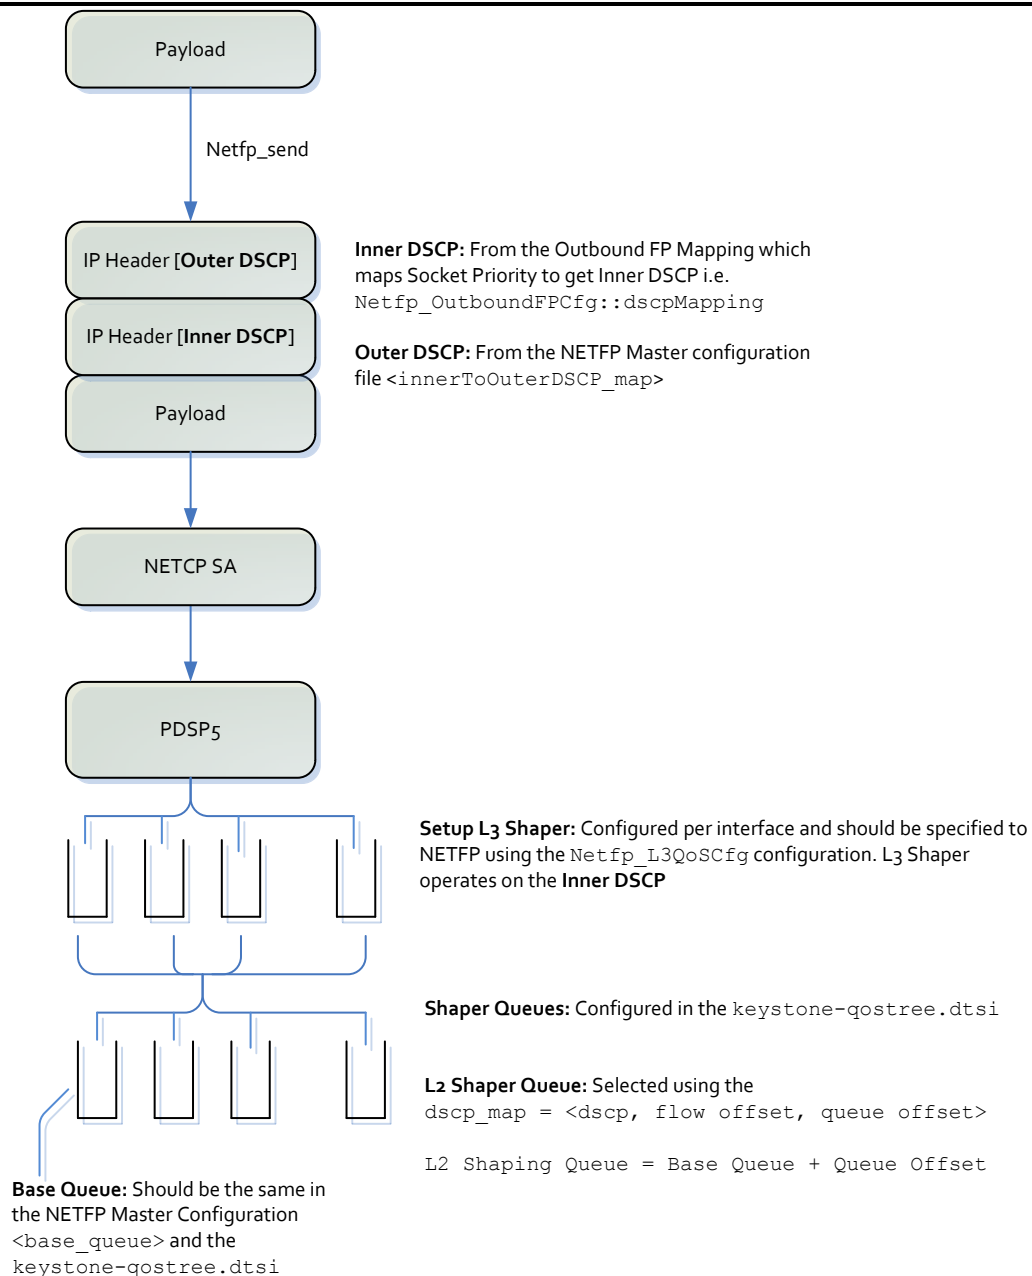 Payload
Netfp_send
IP Header [Outer DSCP]
IP Header [Inner DSCP]
Payload
Inner DSCP: From the Outbound FP Mapping which
maps Socket Priority to get Inner DSCP i.e.
Netfp_OutboundFPCfg::dscpMapping
Outer DSCP: From the NETFP Master configuration
file <innerToOuterDSCP_map>
NETCP SA
PDSP5
Setup L3 Shaper: Configured per interface and should be specified to
NETFP using the Netfp_L3QoSCfg configuration. L3 Shaper
operates on the Inner DSCP
Shaper Queues: Configured in the keystone-qostree.dtsi
L2 Shaper Queue: Selected using the
dscp_map = <dscp, flow offset, queue offset>
L2 Shaping Queue = Base Queue + Queue Offset
Base Queue: Should be the same in
the NETFP Master Configuration
<base_queue> and the
keystone-qostree.dtsi